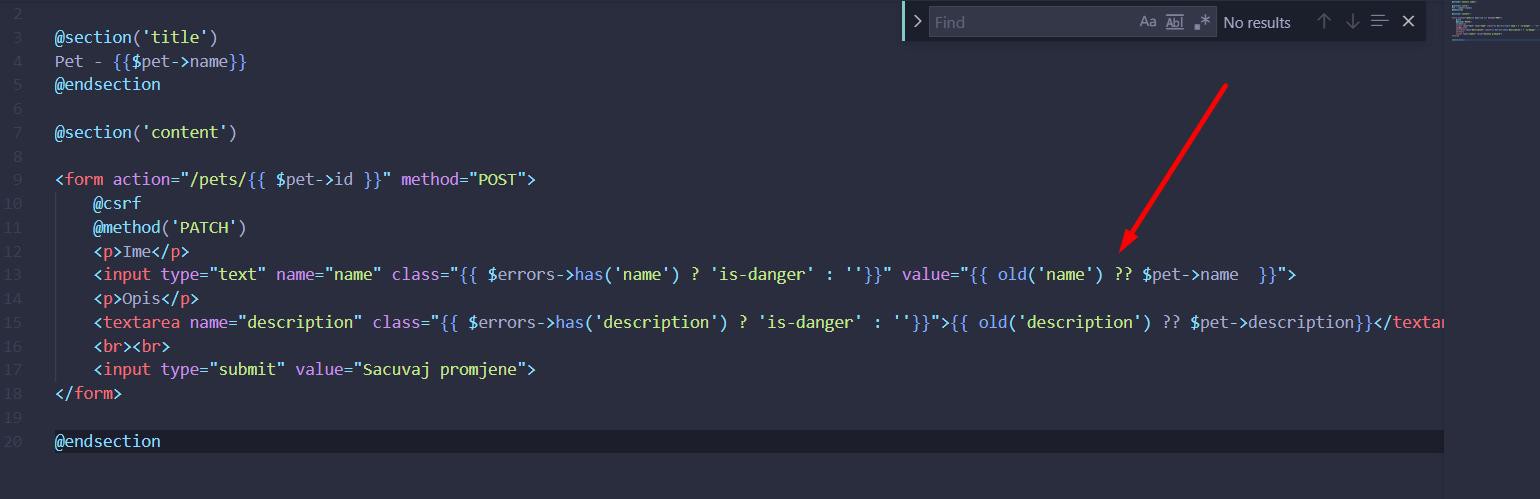 Find
Aa Abl .* No results
2
3 @section('title')
4 Pet - {{$pet->name}}
5 @endsection
6
7 @section('content')
8
9 <form action="/pets/{{ $pet->id }}" method="POST">
10 @csrf
11 @method('PATCH')
12 <p>Ime</p>
13 <input type="text" name="name" class="{{ $errors->has('name') ? 'is-danger' : ''}}" value="{{ old('name') ?? $pet->name  }}">
14 <p>Opis</p>
15 <textarea name="description" class="{{ $errors->has('description') ? 'is-danger' : ''}}">{{ old('description') ?? $pet->description}}</textar
16 <br><br>
17 <input type="submit" value="Sacuvaj promjene">
18 </form>
19
20 @endsection